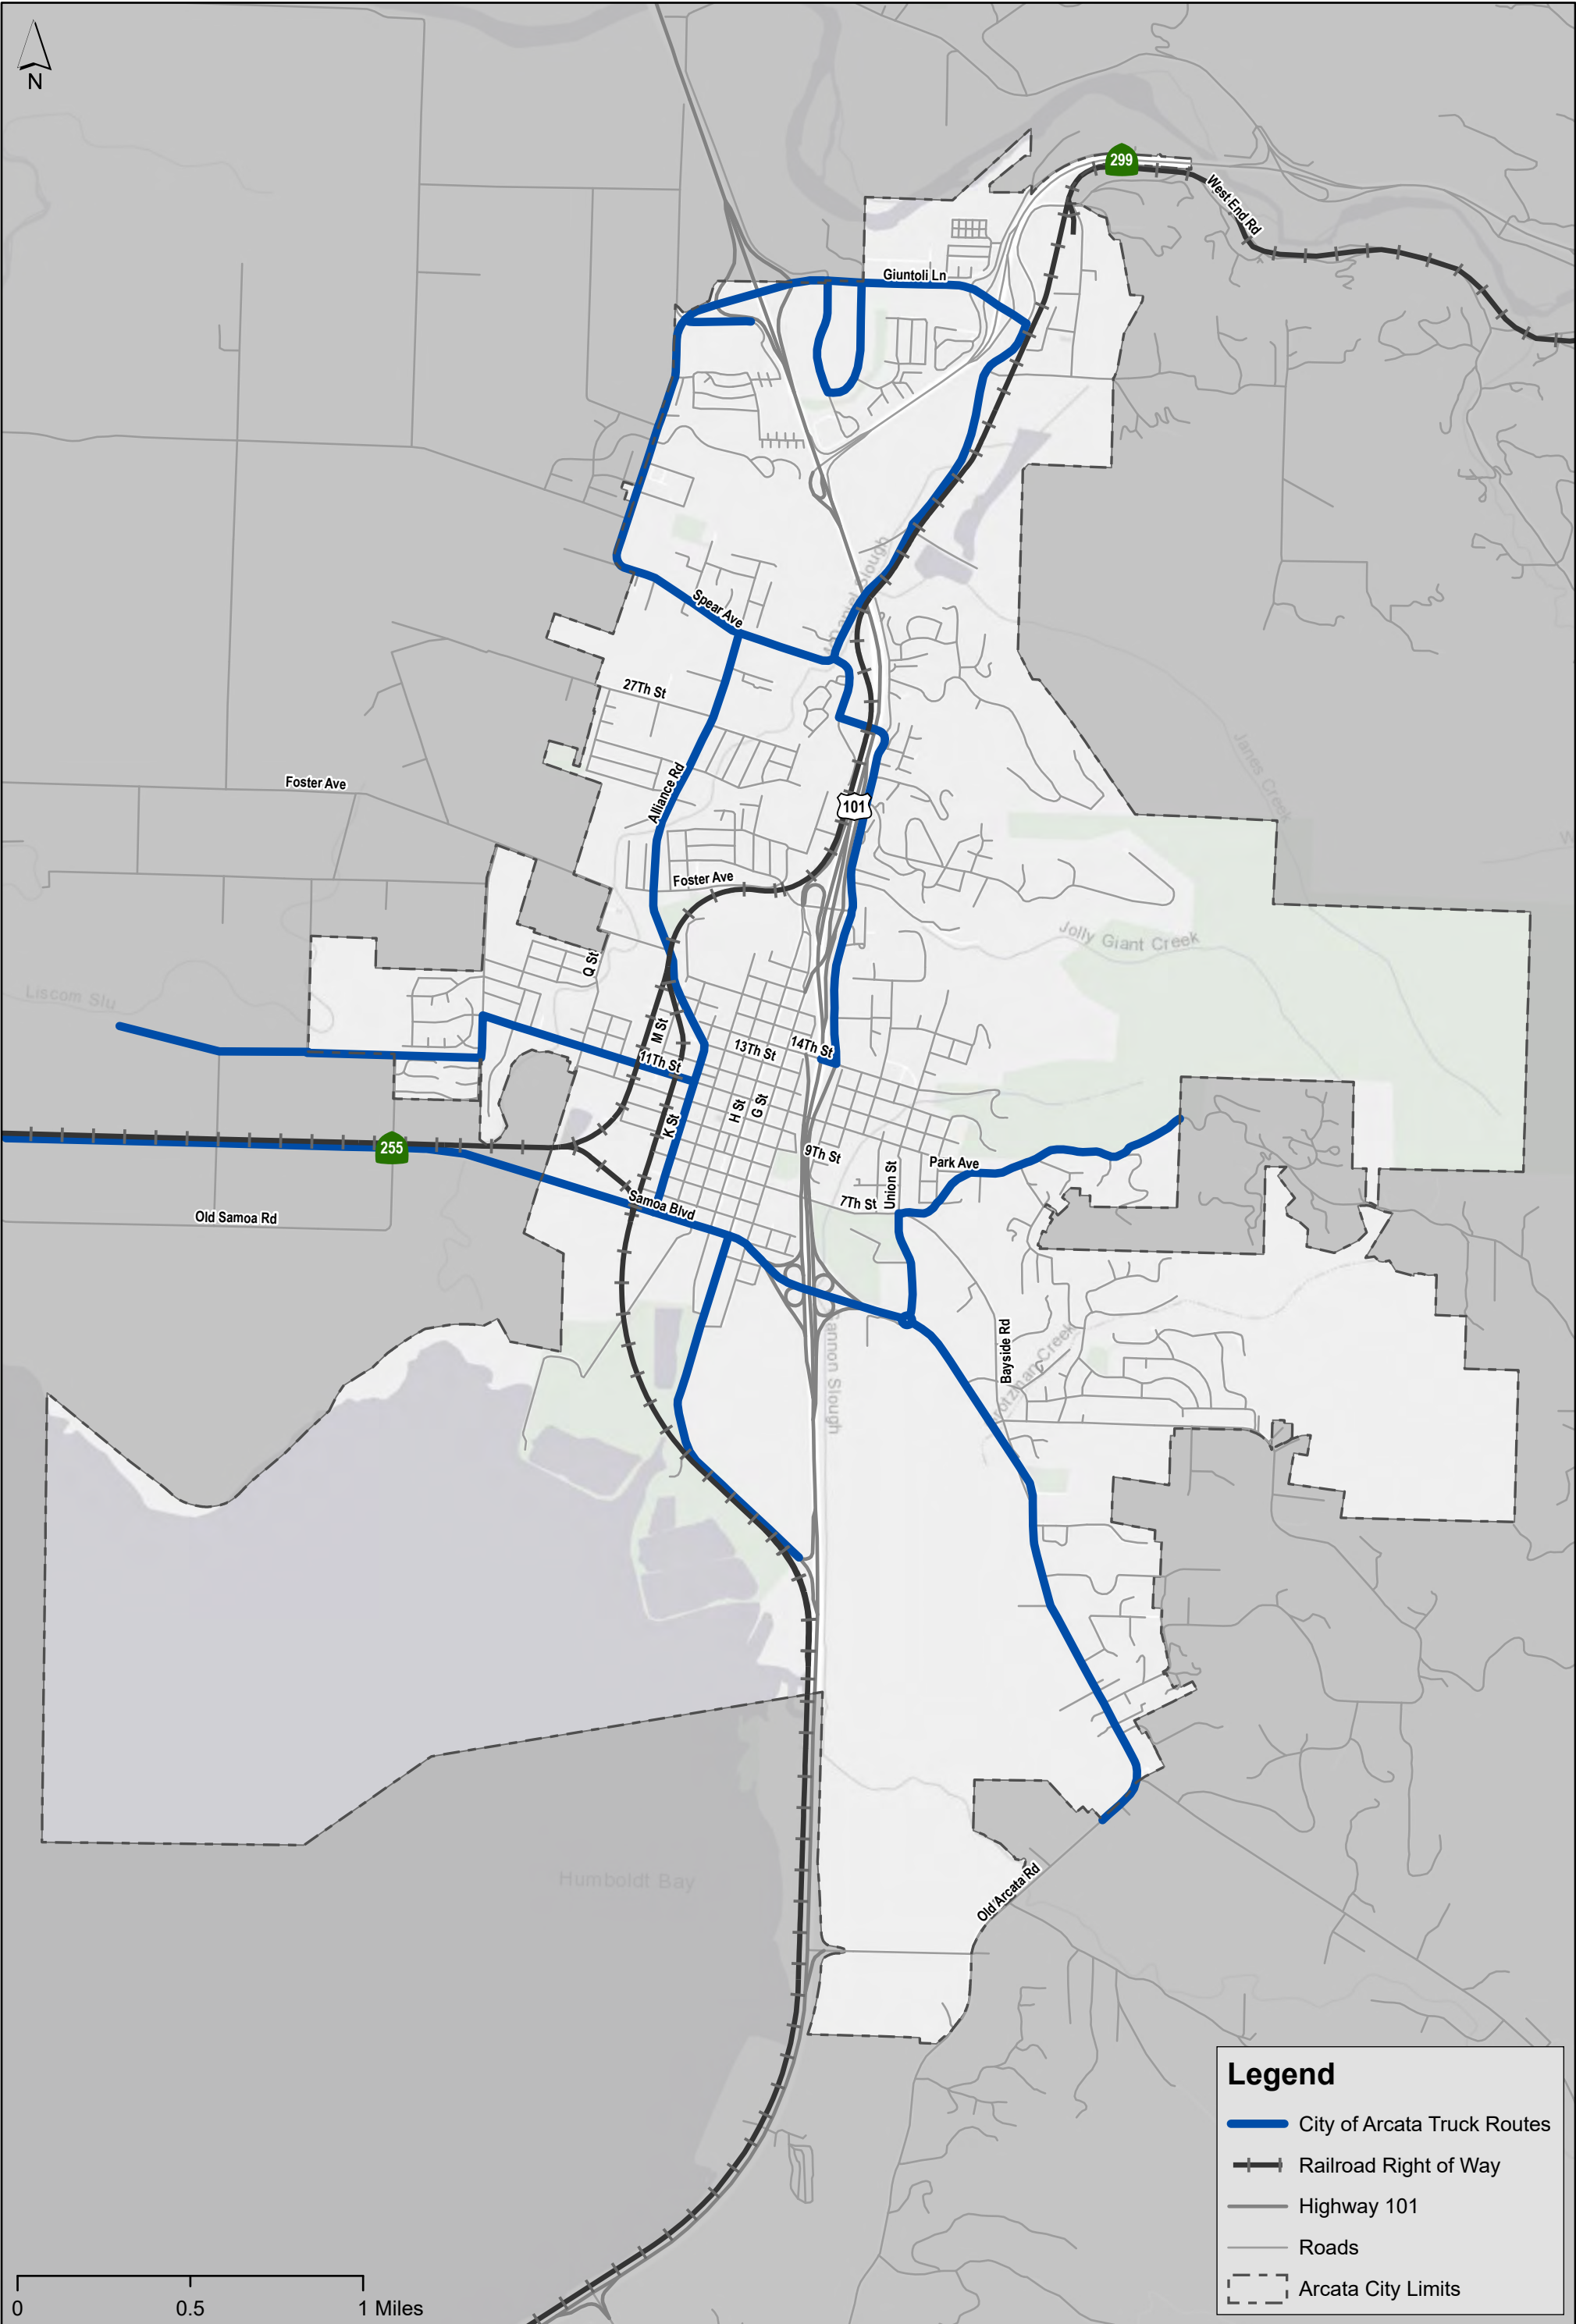 N
299
West End Rd
Giuntoli Ln
Spear Ave
27Th St
Janes Creek
Foster Ave
Alliance Rd
101
Foster Ave
Jolly Giant Creek
Q St
Liscom Slu
M St
13Th St
14Th St
11Th St
H St
G St
K St
255
9Th St
Park Ave
Union St
Samoa Blvd
7Th St
Old Samoa Rd
Bayside Rd
Humboldt Bay
Old Arcata Rd
Legend
City of Arcata Truck Routes
Railroad Right of Way
Highway 101
Roads
Arcata City Limits
0 0.5 1 Miles